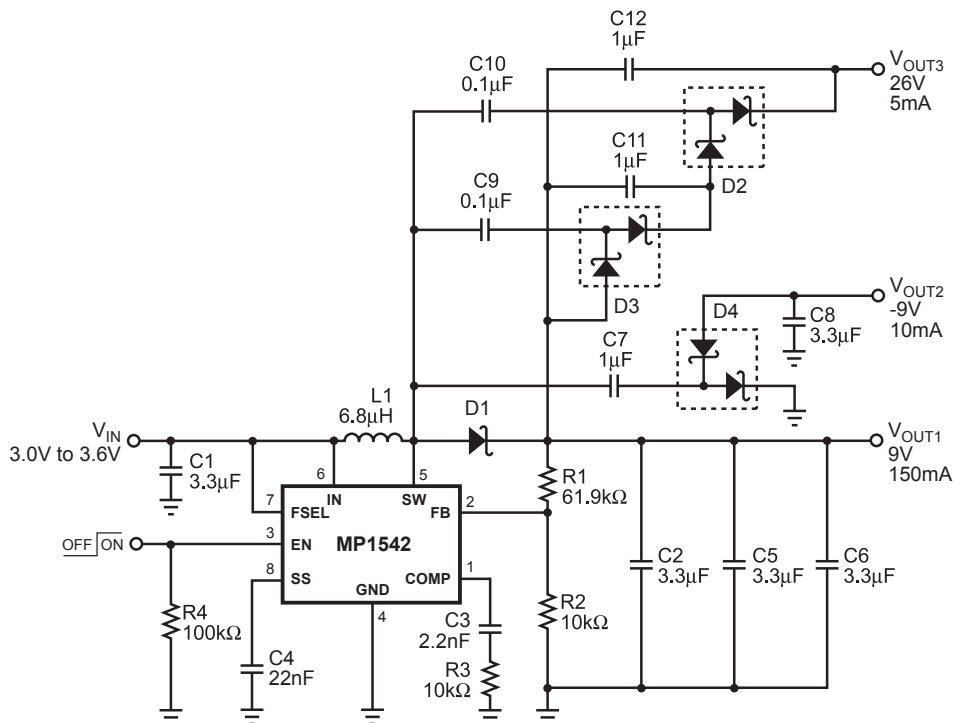 C12
1µF
C10
0.1µF
V_OUT3
26V
5mA
C11
1µF
C9
0.1µF
D2
D3
D4
V_OUT2
-9V
10mA
C8
3.3µF
C7
1µF
L1
6.8µH
D1
V_IN
3.0V to 3.6V
C1
3.3µF
V_OUT1
9V
150mA
R1
61.9kΩ
6
5
IN
SW
7
FSEL
FB
2
OFF ON
3
EN
MP1542
8
SS
COMP
1
GND
4
R4
100kΩ
C4
22nF
C3
2.2nF
R3
10kΩ
R2
10kΩ
C2
3.3µF
C5
3.3µF
C6
3.3µF